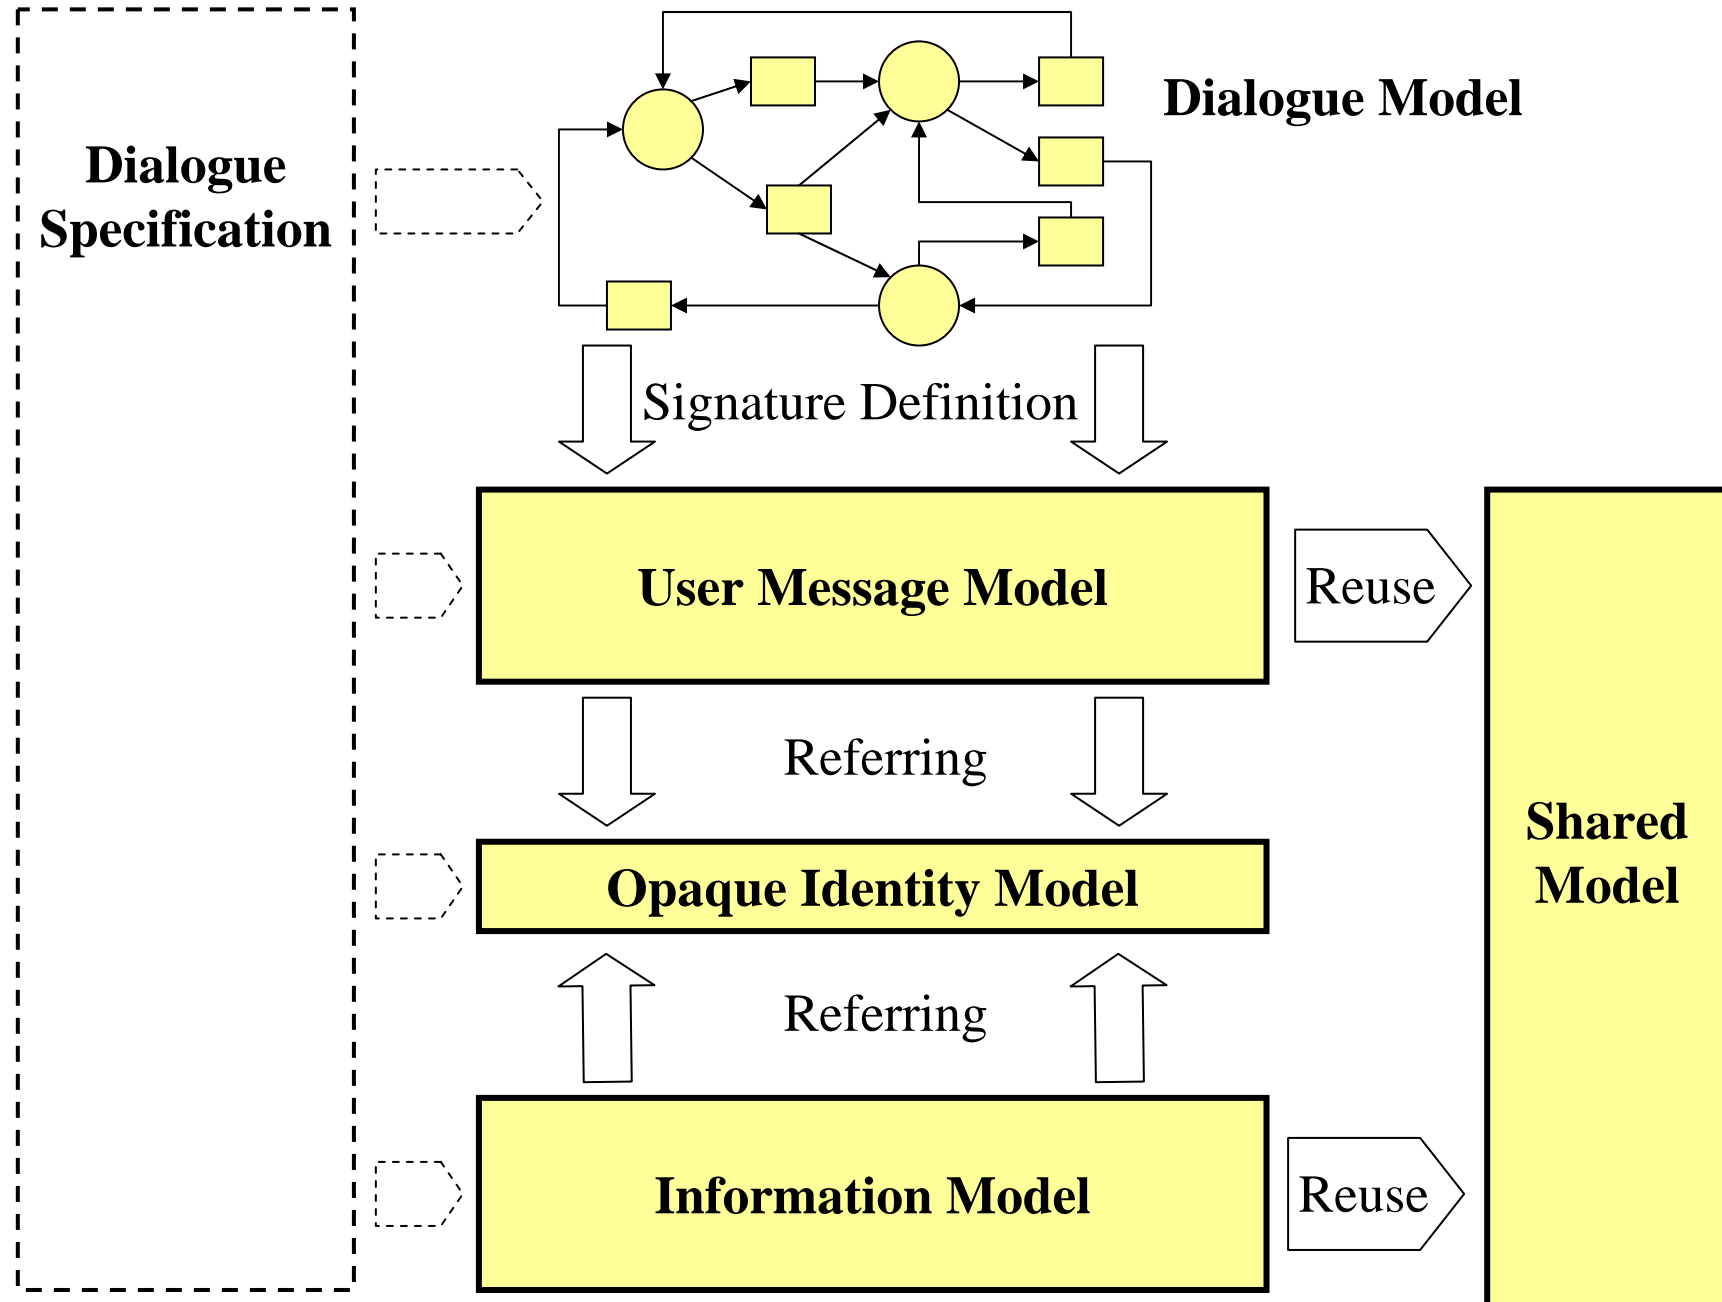 Dialogue Model
Dialogue
Specification
Signature Definition
User Message Model
Reuse
Referring
Shared
Model
Opaque Identity Model
Referring
Information Model
Reuse